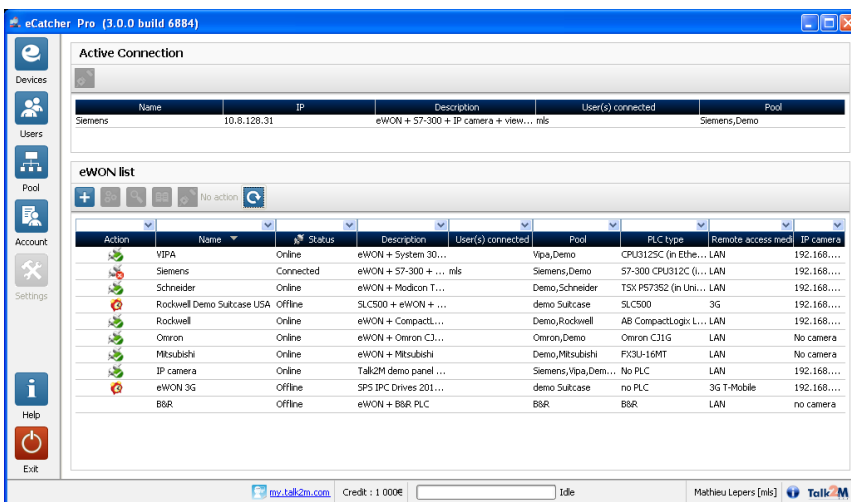 eCatcher Pro (3.0.0 build 6884)
Devices
Users
Pool
Account
Settings
Help
Exit
Active Connection
Name IP Description User(s) connected Pool
Siemens 10.8.128.31 eWON + S7-300 + IP camera + view... mls Siemens,Demo
eWON list
No action
Action Name Status Description User(s) connected Pool PLC type Remote access medi IP camera
VIPA Online eWON + System 30... Vipa,Demo CPU312SC (in Ethe... LAN 192.168....
Siemens Connected eWON + S7-300 + ... mls Siemens,Demo S7-300 CPU312C (i... LAN 192.168....
Schneider Online eWON + Modicon T... Demo,Schneider TSX P57352 (in Uni... LAN 192.168....
Rockwell Demo Suitcase USA Offline SLC500 + eWON + ... demo Suitcase SLC500 3G 192.168....
Rockwell Online eWON + CompactL... Demo,Rockwell AB CompactLogix L... LAN 192.168....
Omron Online eWON + Omron CJ... Omron,Demo Omron CJ1G LAN No camera
Mitsubishi Online eWON + Mitsubishi Demo,Mitsubishi FX3U-16MT LAN No camera
IP camera Online Talk2M demo panel ... Siemens,Vipa,Dem... No PLC LAN 192.168....
eWON 3G Offline SPS IPC Drives 201... demo Suitcase no PLC 3G T-Mobile 192.168....
B&R Offline eWON + B&R PLC B&R B&R LAN no camera
my.talk2m.com Credit : 1 000€ Idle Mathieu Lepers [mls] Talk2M